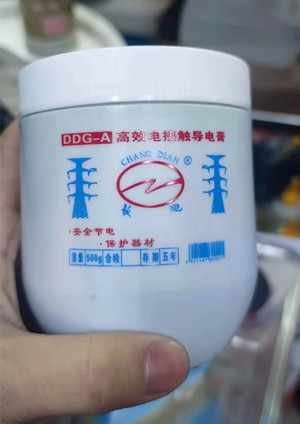 DDG-A 高效电接触导电膏
CHANG DIAN ®
长 电
·安全节电
·保护器材
重量 500g 合检 存期 五年